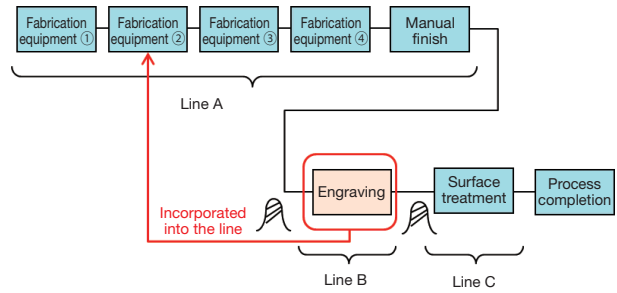 Fabrication
equipment ①
Fabrication
equipment ②
Fabrication
equipment ③
Fabrication
equipment ④
Manual
finish
Line A
Engraving
Surface
treatment
Process
completion
Incorporated
into the line
Line B
Line C